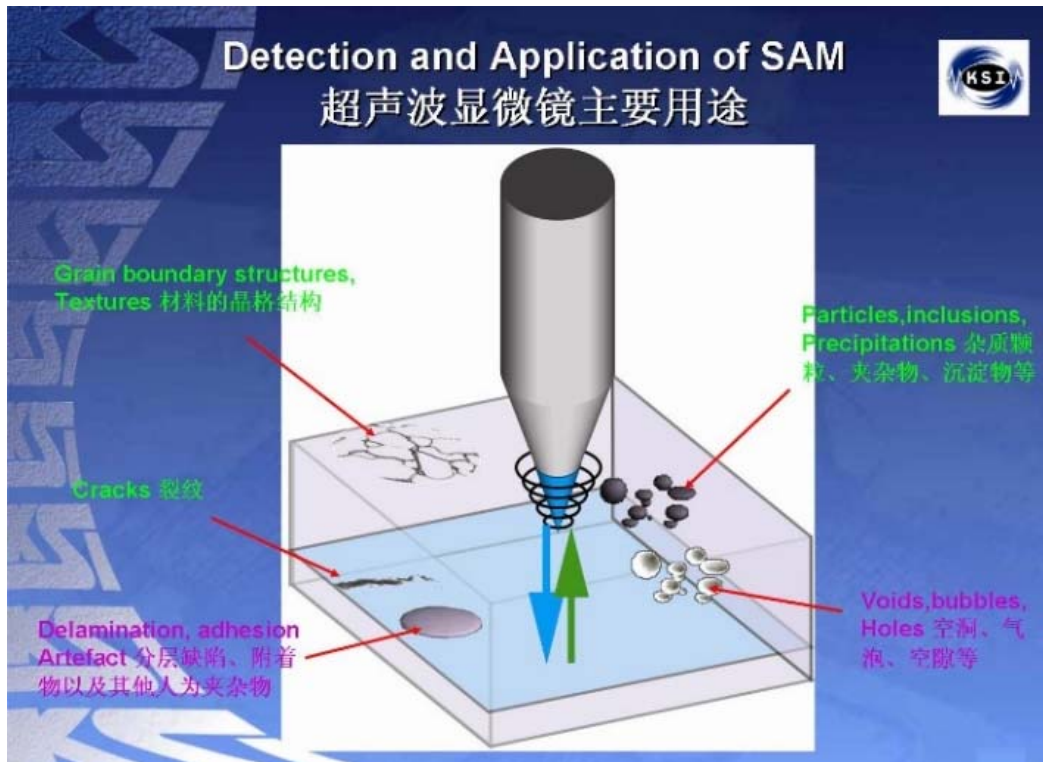 Detection and Application of SAM
超声波显微镜主要用途
KSI
Grain boundary structures,
Textures 材料的晶格结构
Particles,inclusions,
Precipitations 杂质颗
粒、夹杂物、沉淀物等
Cracks 裂纹
Delamination, adhesion
Artefact 分层缺陷、附着
物以及其他人为夹杂物
Voids,bubbles,
Holes 空洞、气
泡、空隙等